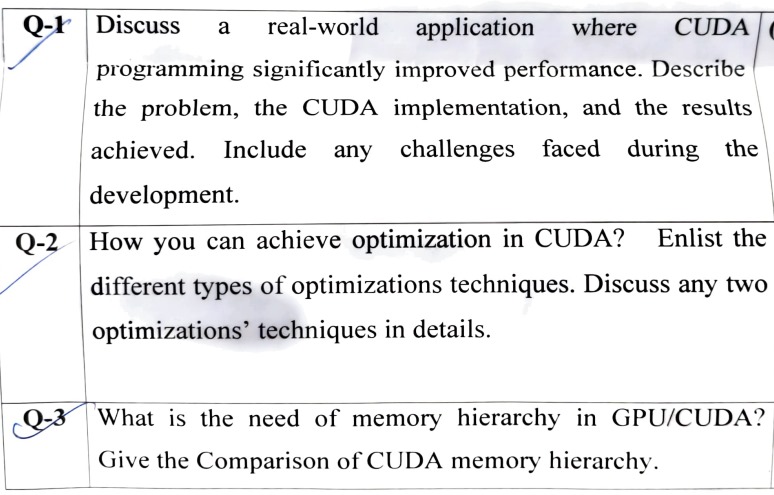 Q-1 Discuss a real-world application where CUDA
programming significantly improved performance. Describe
the problem, the CUDA implementation, and the results
achieved. Include any challenges faced during the
development.
Q-2 How you can achieve optimization in CUDA? Enlist the
different types of optimizations techniques. Discuss any two
optimizations' techniques in details.
Q-3 What is the need of memory hierarchy in GPU/CUDA?
Give the Comparison of CUDA memory hierarchy.